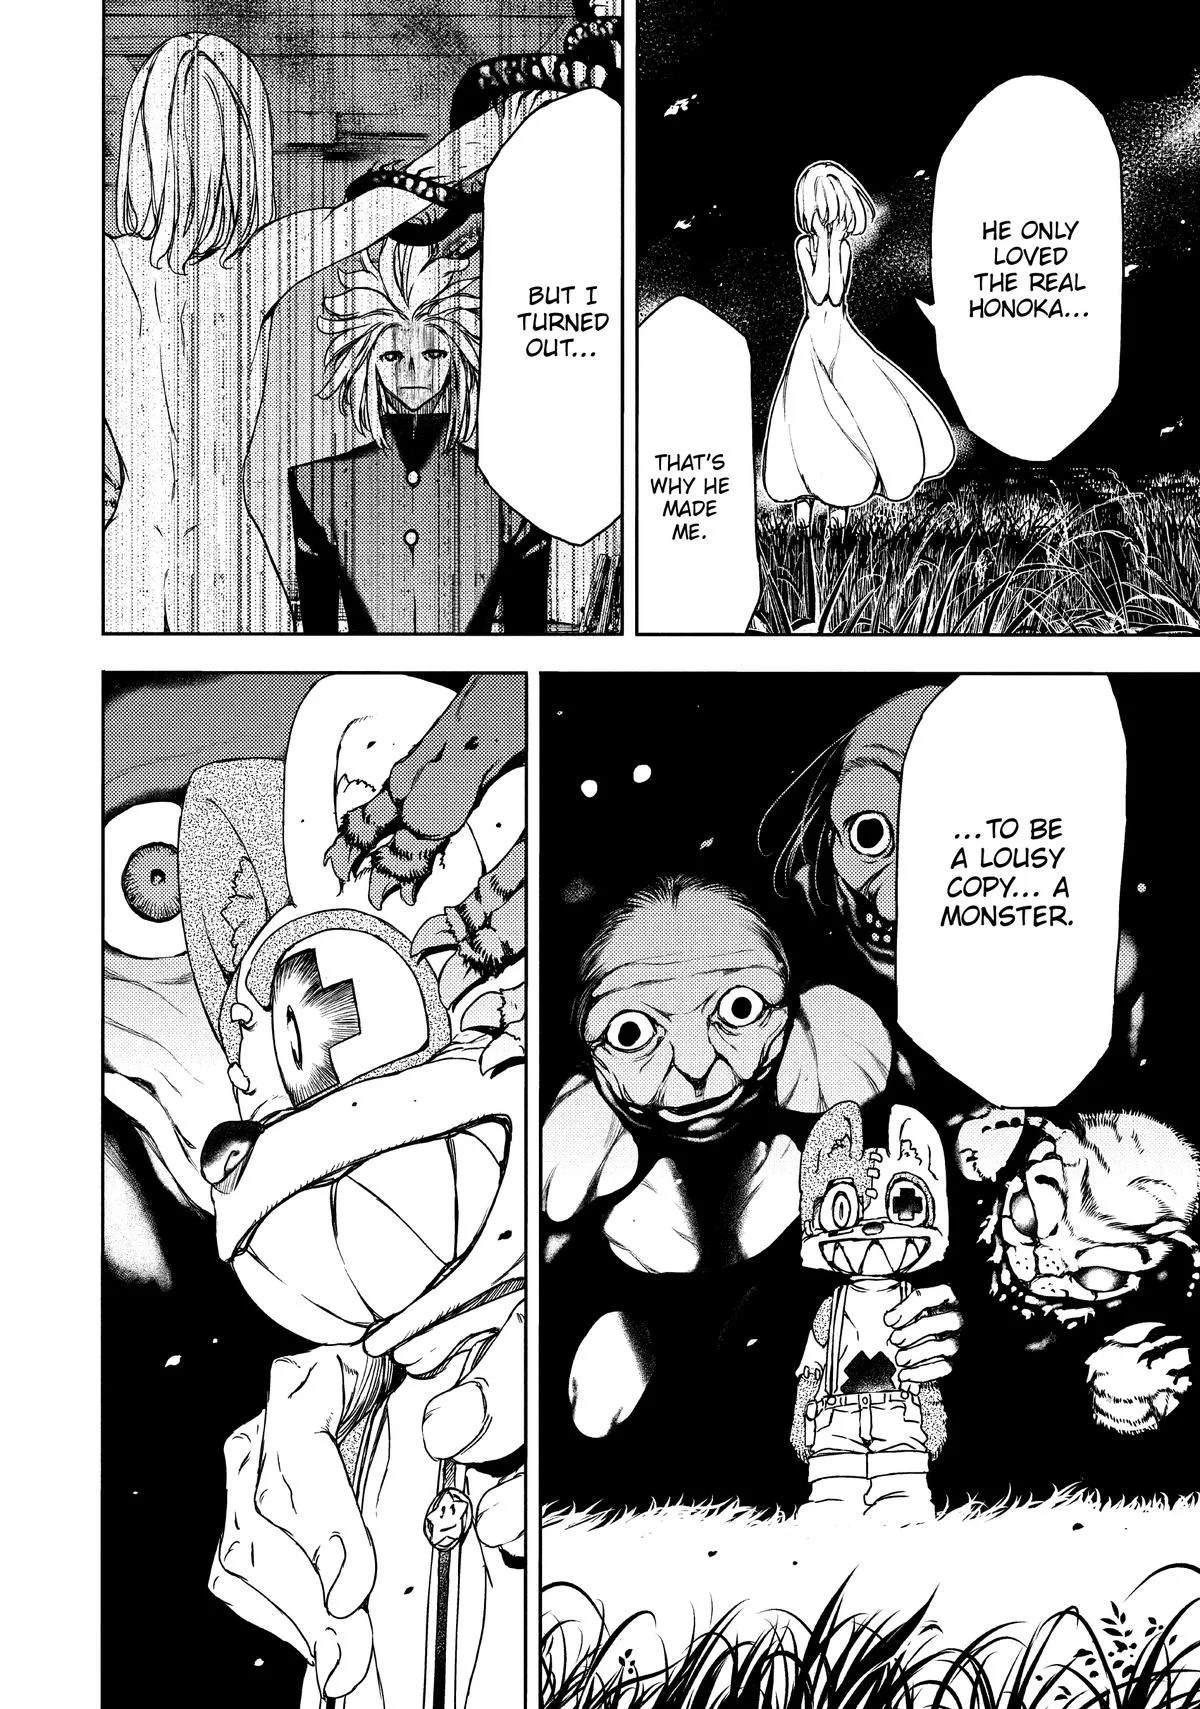 HE ONLY
LOVED
THE REAL
HONOKA...
THAT'S
WHY HE
MADE
ME.
BUT I
TURNED
OUT...
...TO BE
A LOUSY
COPY... A
MONSTER.